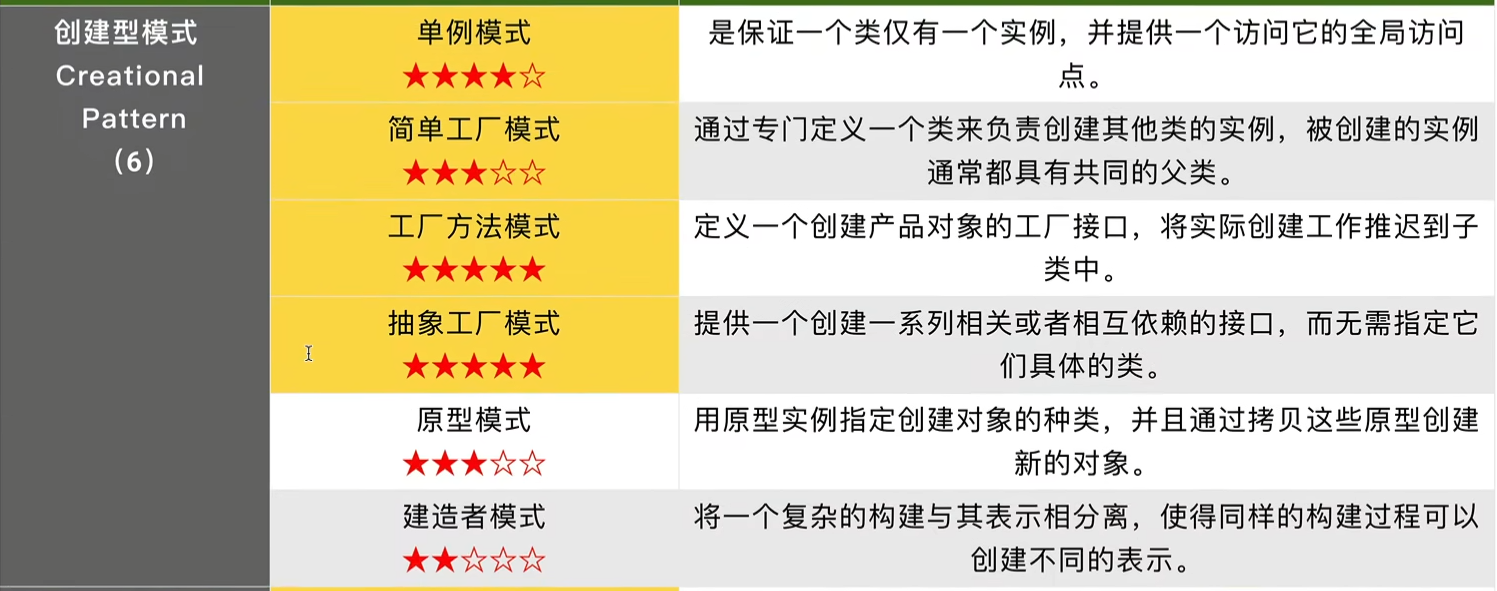 创建型模式
Creational
Pattern
（6）
单例模式
★★★★☆
是保证一个类仅有一个实例，并提供一个访问它的全局访问
点。
简单工厂模式
★★★☆☆
通过专门定义一个类来负责创建其他类的实例，被创建的实例
通常都具有共同的父类。
工厂方法模式
★★★★★
定义一个创建产品对象的工厂接口，将实际创建工作推迟到子
类中。
抽象工厂模式
★★★★★
提供一个创建一系列相关或者相互依赖的接口，而无需指定它
们具体的类。
原型模式
★★★☆☆
用原型实例指定创建对象的种类，并且通过拷贝这些原型创建
新的对象。
建造者模式
★★☆☆☆
将一个复杂的构建与其表示相分离，使得同样的构建过程可以
创建不同的表示。